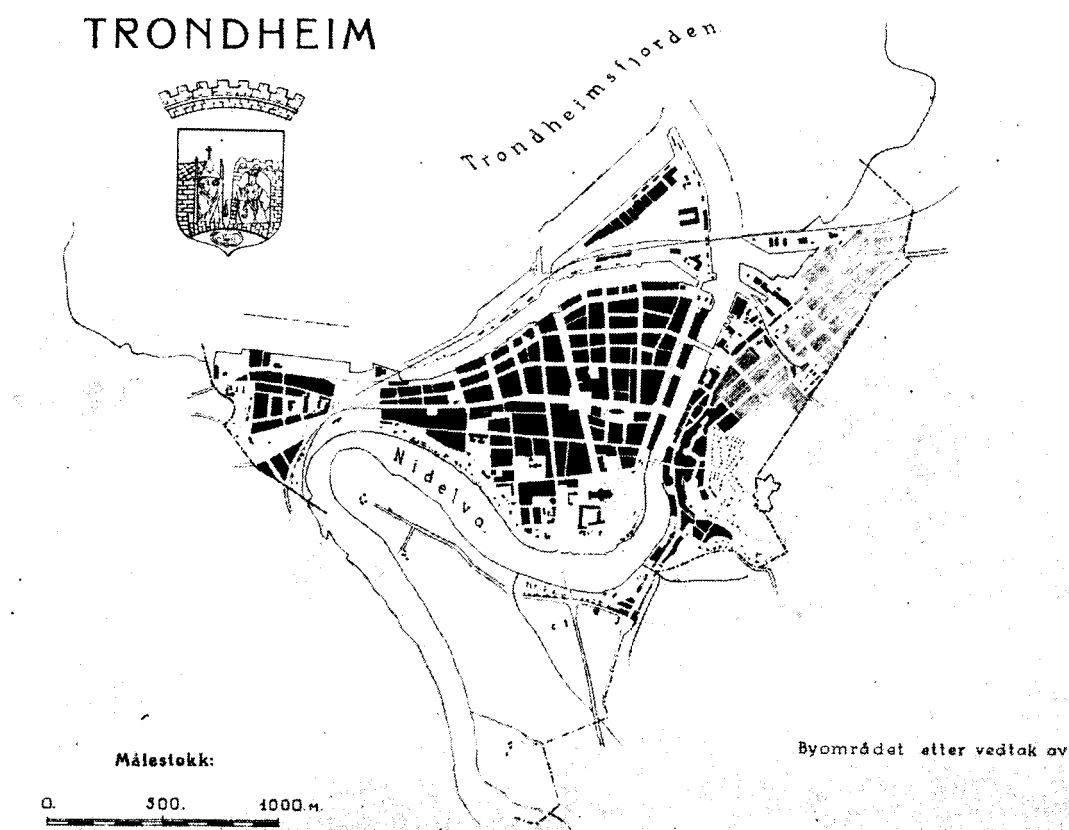 TRONDHEIM
Trondheimsfjorden.
Nidelva.
Målestokk:
0. 500. 1000 M.
Byområdet etter vedtak av